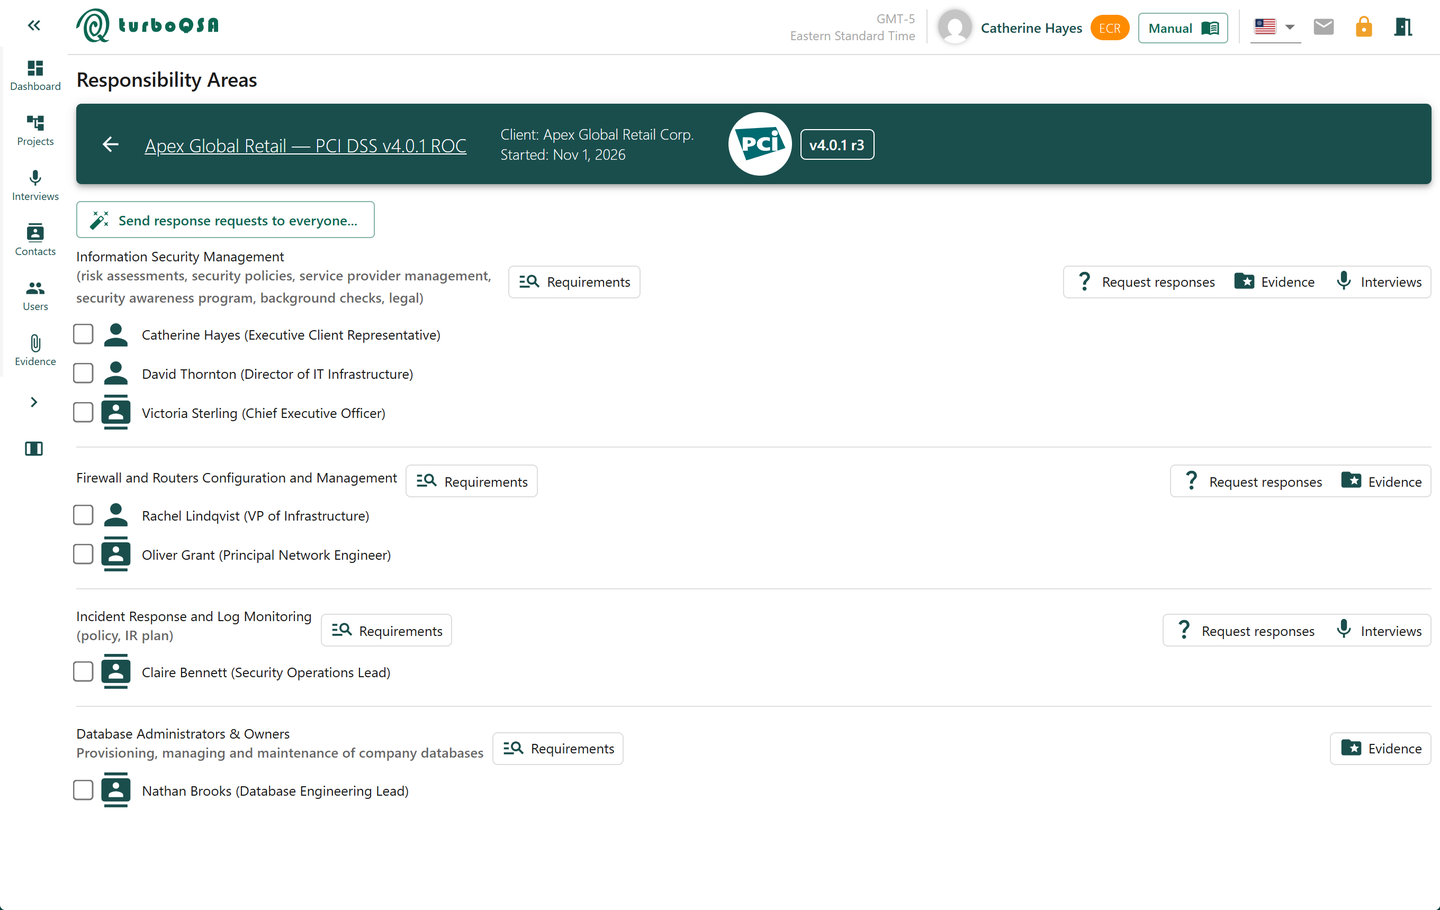 turboQSA
GMT-5
Eastern Standard Time
Catherine Hayes
ECR
Manual
Dashboard
Projects
Interviews
Contacts
Users
Evidence
Responsibility Areas
Apex Global Retail — PCI DSS v4.0.1 ROC
Client: Apex Global Retail Corp.
Started: Nov 1, 2026
PCI
v4.0.1 r3
Send response requests to everyone...
Information Security Management
(risk assessments, security policies, service provider management,
security awareness program, background checks, legal)
Requirements
Request responses
Evidence
Interviews
Catherine Hayes (Executive Client Representative)
David Thornton (Director of IT Infrastructure)
Victoria Sterling (Chief Executive Officer)
Firewall and Routers Configuration and Management
Requirements
Request responses
Evidence
Rachel Lindqvist (VP of Infrastructure)
Oliver Grant (Principal Network Engineer)
Incident Response and Log Monitoring
(policy, IR plan)
Requirements
Request responses
Interviews
Claire Bennett (Security Operations Lead)
Database Administrators & Owners
Provisioning, managing and maintenance of company databases
Requirements
Evidence
Nathan Brooks (Database Engineering Lead)